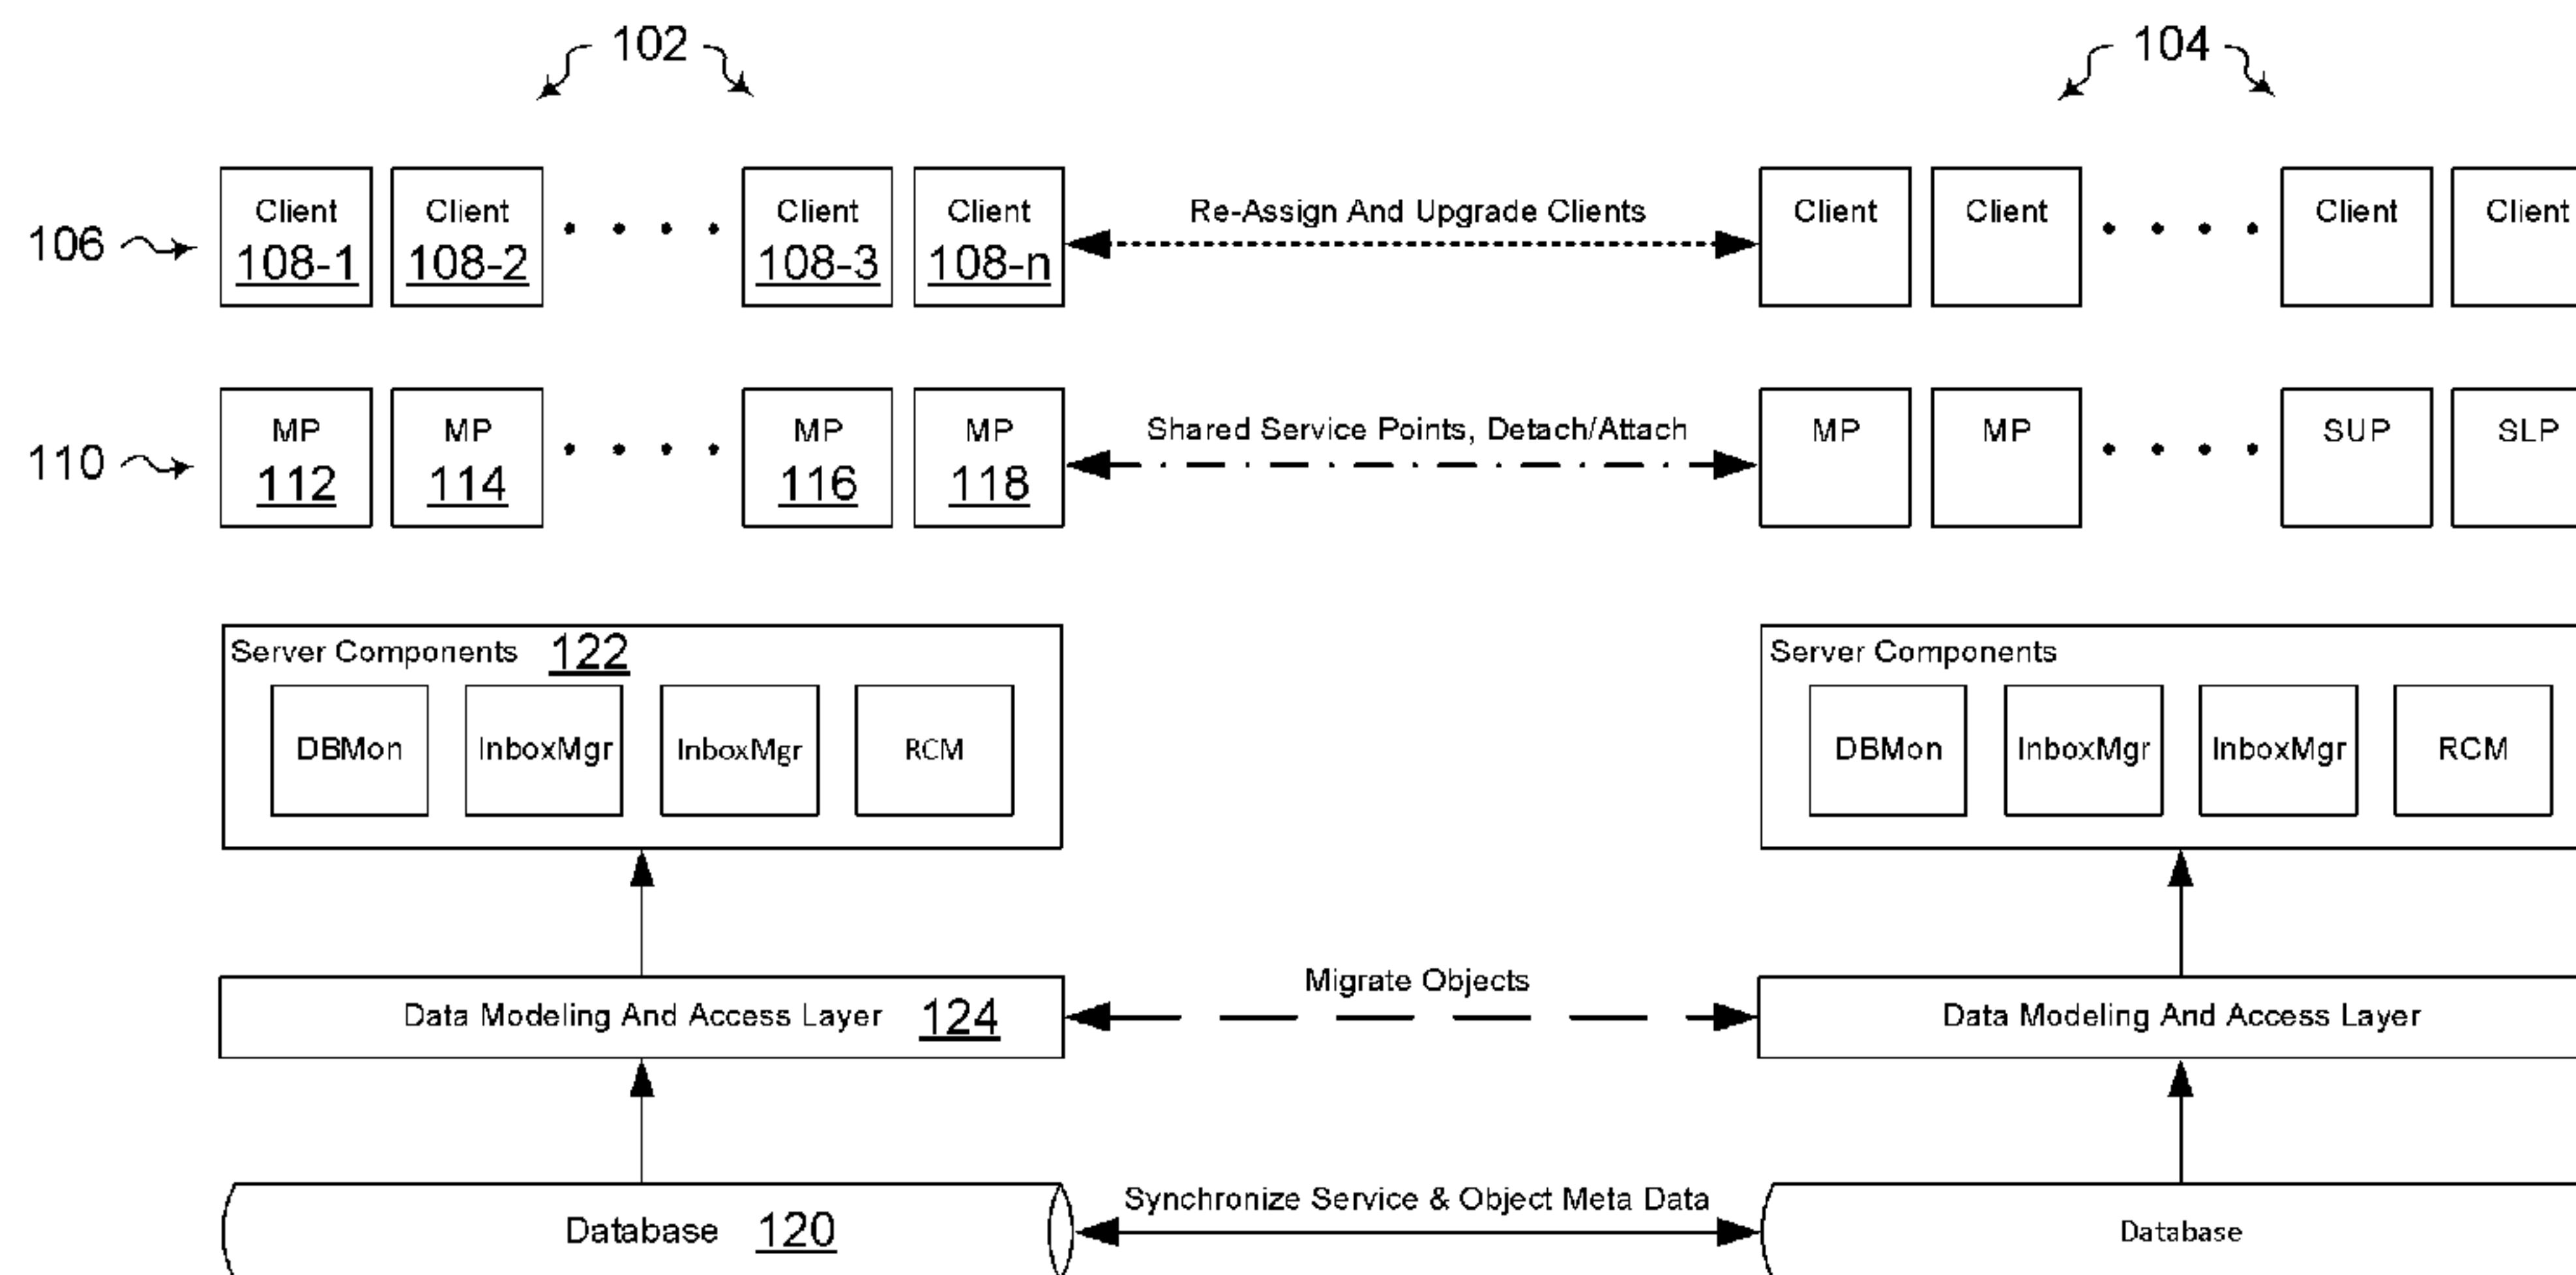 102
104
106
Client
108-1
Client
108-2
Client
108-3
Client
108-n
Re-Assign And Upgrade Clients
Client
Client
Client
Client
110
MP
112
MP
114
MP
116
MP
118
Shared Service Points, Detach/Attach
MP
MP
SUP
SLP
Server Components 122
DBMon
InboxMgr
InboxMgr
RCM
Server Components
DBMon
InboxMgr
InboxMgr
RCM
Data Modeling And Access Layer 124
Migrate Objects
Data Modeling And Access Layer
Database 120
Synchronize Service & Object Meta Data
Database